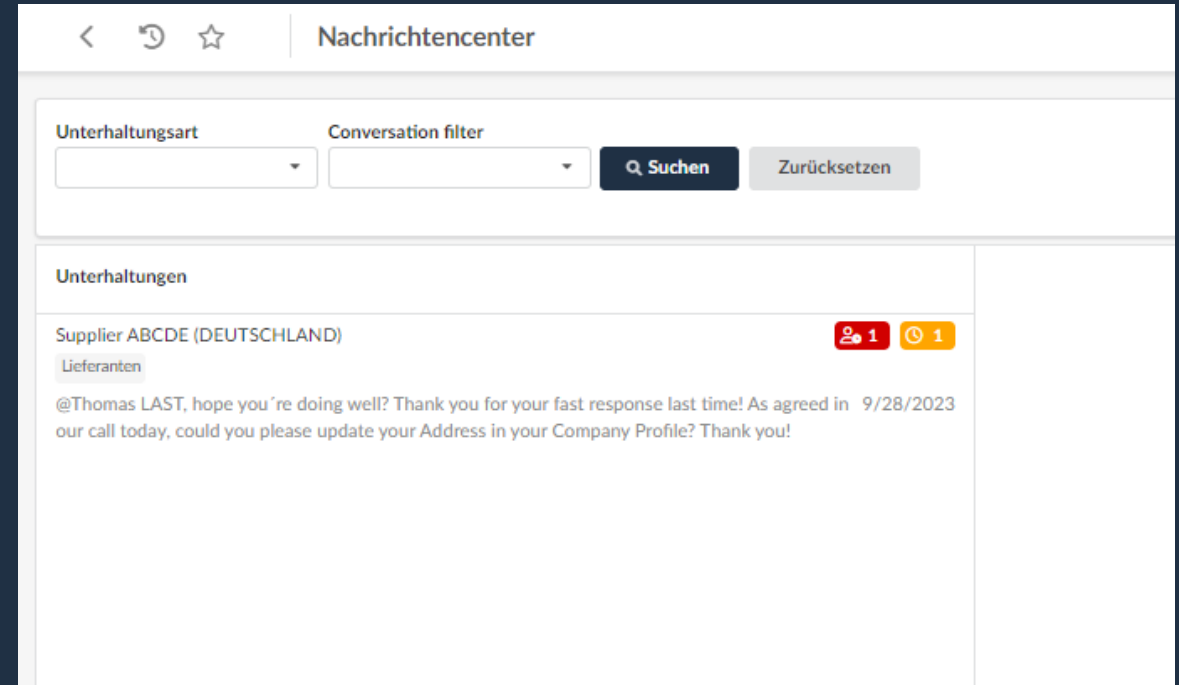 Nachrichtencenter
Unterhaltungsart Conversation filter
Suchen Zurücksetzen
Unterhaltungen
Supplier ABCDE (DEUTSCHLAND) 1 1
Lieferanten
@Thomas LAST, hope you´re doing well? Thank you for your fast response last time! As agreed in 9/28/2023
our call today, could you please update your Address in your Company Profile? Thank you!